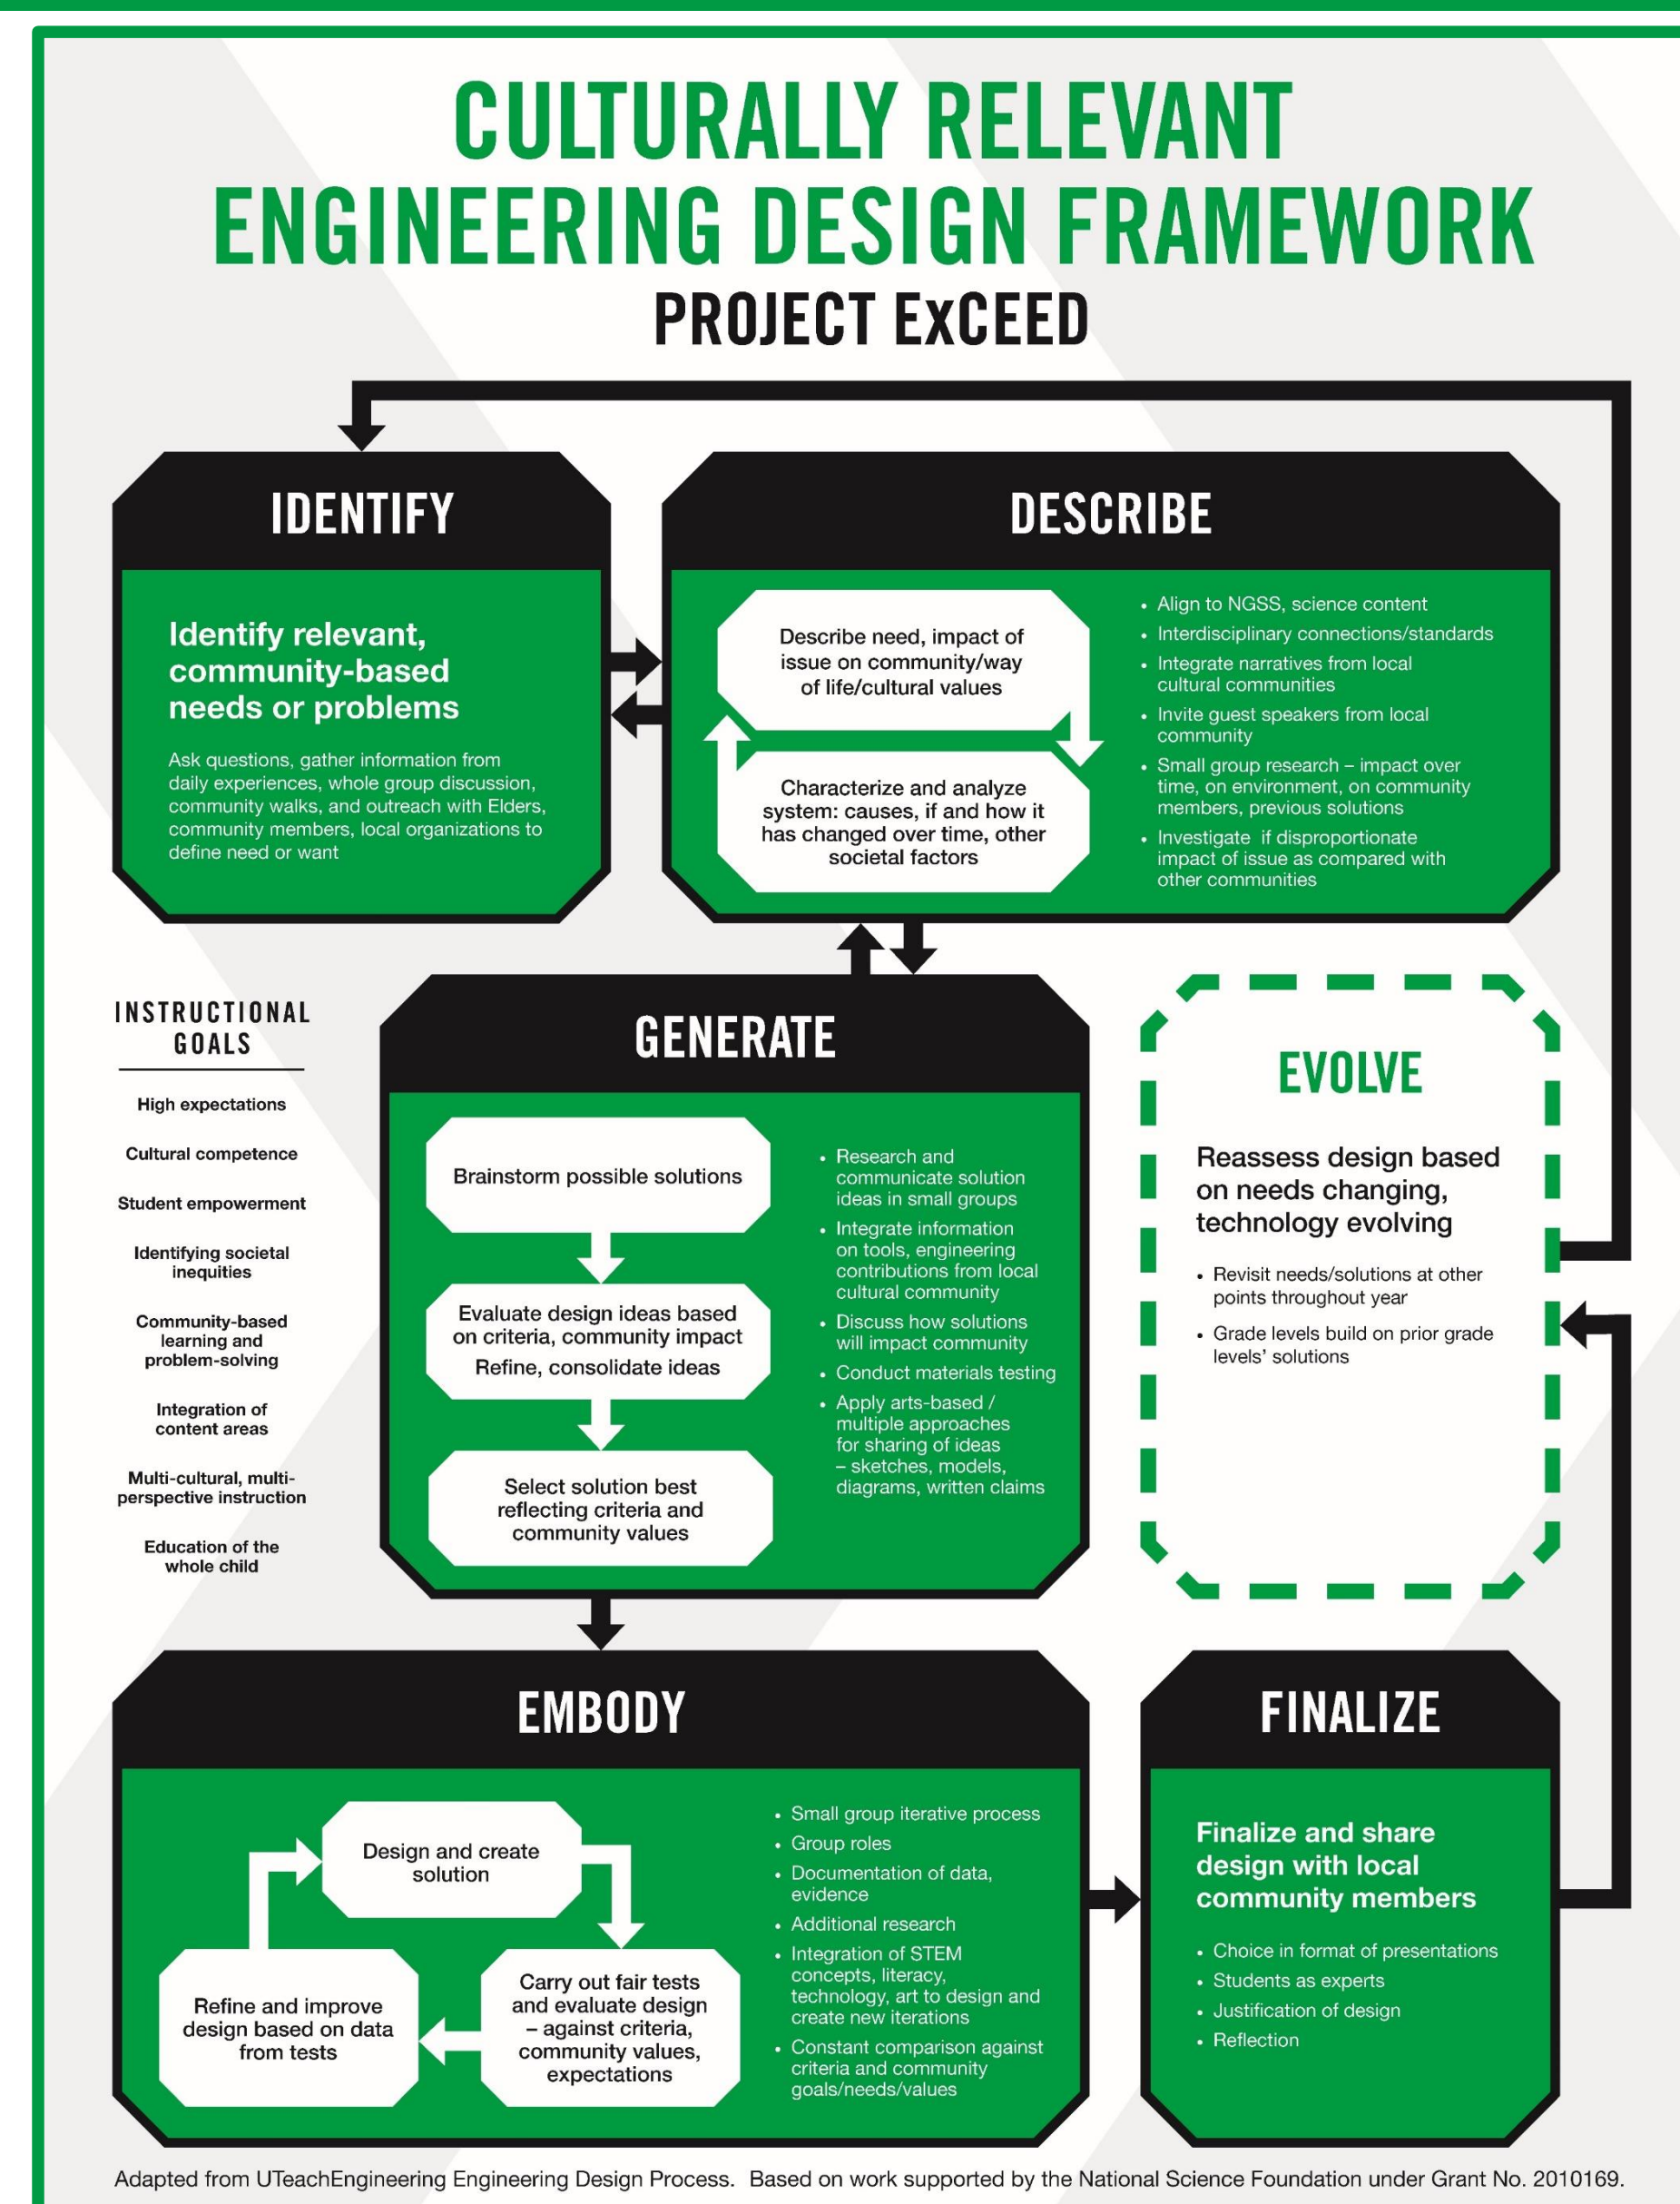 CULTURALLY RELEVANT
ENGINEERING DESIGN FRAMEWORK
PROJECT ExCEED
IDENTIFY
Identify relevant,
community-based
needs or problems
Ask questions, gather information from
daily experiences, whole group discussion,
community walks, and outreach with Elders,
community members, local organizations to
define need or want
DESCRIBE
Describe need, impact of
issue on community/way
of life/cultural values
Characterize and analyze
system: causes, if and how it
has changed over time, other
societal factors
• Align to NGSS, science content
• Interdisciplinary connections/standards
• Integrate narratives from local
cultural communities
• Invite guest speakers from local
community
• Small group research – impact over
time, on environment, on community
members, previous solutions
• Investigate if disproportionate
impact of issue as compared with
other communities
INSTRUCTIONAL
GOALS
High expectations
Cultural competence
Student empowerment
Identifying societal
inequities
Community-based
learning and
problem-solving
Integration of
content areas
Multi-cultural, multi-
perspective instruction
Education of the
whole child
GENERATE
Brainstorm possible solutions
Evaluate design ideas based
on criteria, community impact
Refine, consolidate ideas
Select solution best
reflecting criteria and
community values
• Research and
communicate solution
ideas in small groups
• Integrate information
on tools, engineering
contributions from local
cultural community
• Discuss how solutions
will impact community
• Conduct materials testing
• Apply arts-based /
multiple approaches
for sharing of ideas
– sketches, models,
diagrams, written claims
EVOLVE
Reassess design based
on needs changing,
technology evolving
• Revisit needs/solutions at other
points throughout year
• Grade levels build on prior grade
levels' solutions
EMBODY
Design and create
solution
Carry out fair tests
and evaluate design
– against criteria,
community values,
expectations
Refine and improve
design based on data
from tests
• Small group iterative process
• Group roles
• Documentation of data,
evidence
• Additional research
• Integration of STEM
concepts, literacy,
technology, art to design and
create new iterations
• Constant comparison against
criteria and community
goals/needs/values
FINALIZE
Finalize and share
design with local
community members
• Choice in format of presentations
• Students as experts
• Justification of design
• Reflection
Adapted from UTeachEngineering Engineering Design Process. Based on work supported by the National Science Foundation under Grant No. 2010169.